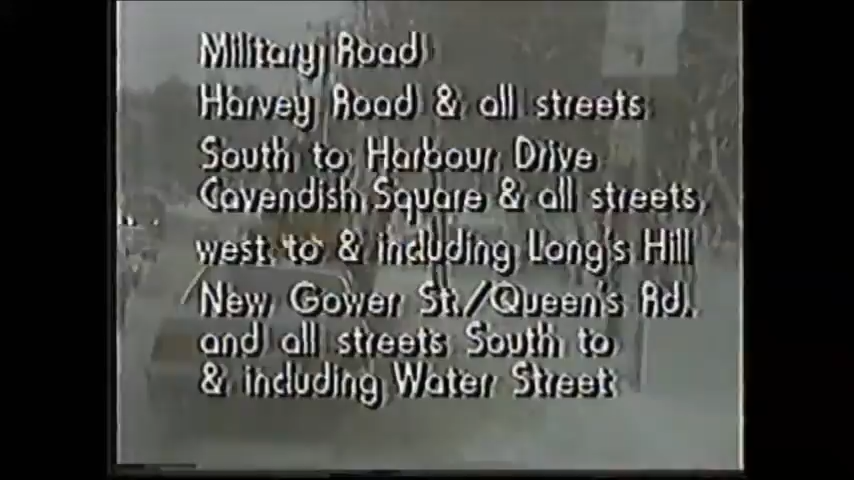 Military Road
Harvey Road & all streets
South to Harbour Drive
Cavendish Square & all streets,
west to & including Long's Hill
New Gower St./Queen's Rd.
and all streets South to
& including Water Street